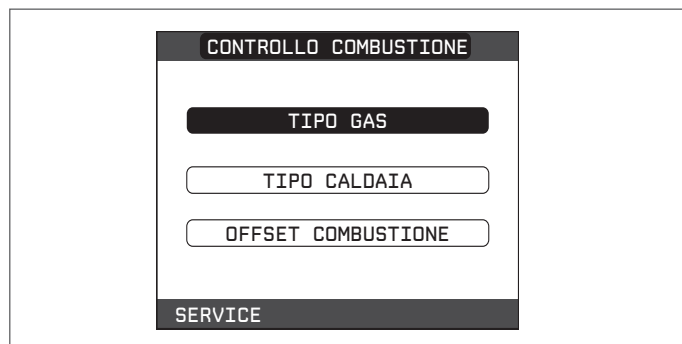 CONTROLLO COMBUSTIONE
TIPO GAS
TIPO CALDAIA
OFFSET COMBUSTIONE
SERVICE